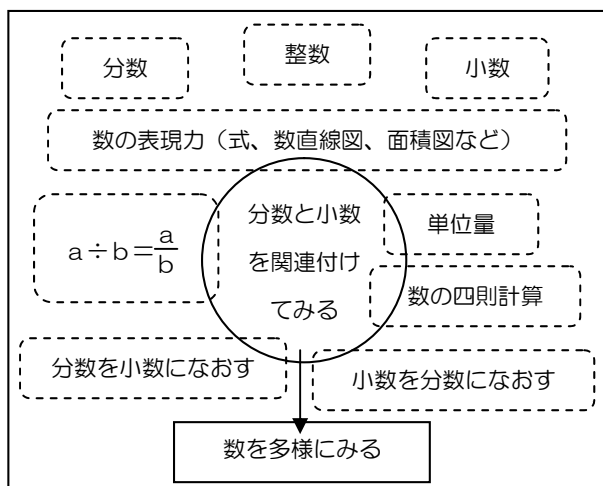 分数
整数
小数
数の表現力（式、数直線図、面積図など）
分数と小数
を関連付け
てみる
単位量
a÷b=a/b
数の四則計算
分数を小数になおす
小数を分数になおす
数を多様にみる